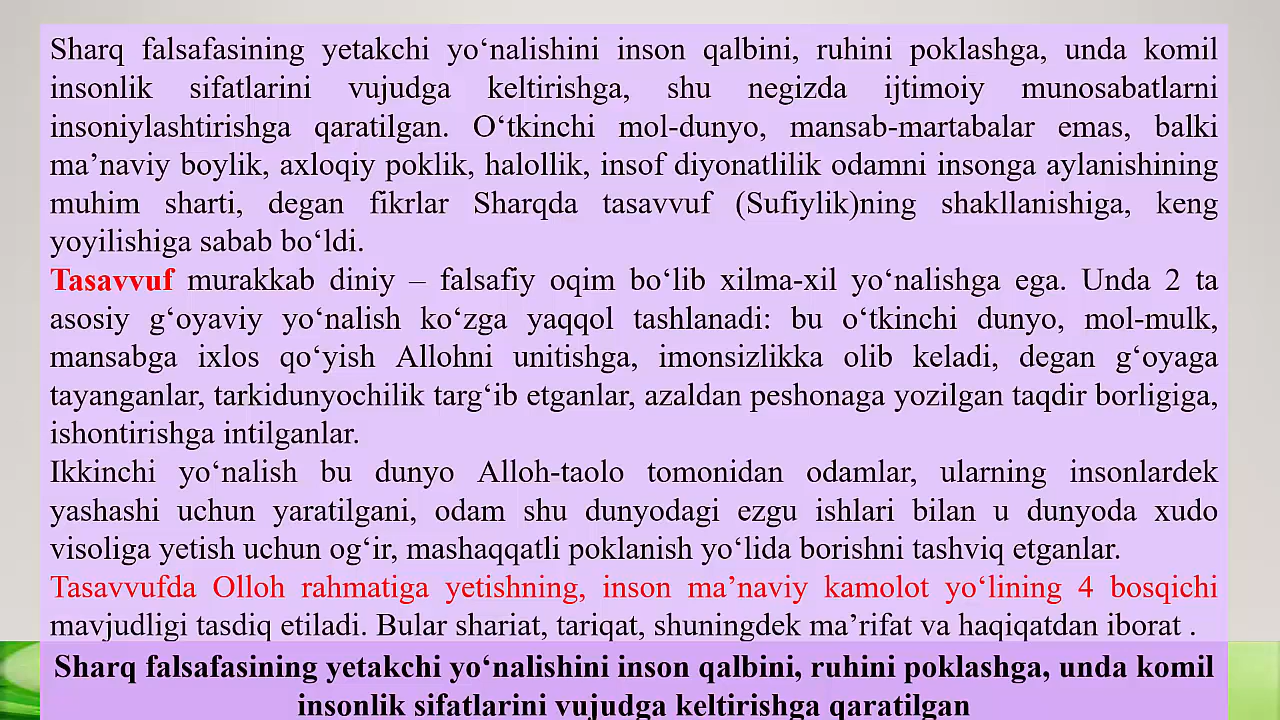 Sharq falsafasining yetakchi yo‘nalishini inson qalbini, ruhini poklashga, unda komil
insonlik sifatlarini vujudga keltirishga, shu negizda ijtimoiy munosabatlarni
insoniylashtirishga qaratilgan. O‘tkinchi mol-dunyo, mansab-martabalar emas, balki
ma’naviy boylik, axloqiy poklik, halollik, insof diyonatlilik odamni insonga aylanishining
muhim sharti, degan fikrlar Sharqda tasavvuf (Sufiylik)ning shakllanishiga, keng
yoyilishiga sabab bo‘ldi.
Tasavvuf murakkab diniy – falsafiy oqim bo‘lib xilma-xil yo‘nalishga ega. Unda 2 ta
asosiy g‘oyaviy yo‘nalish ko‘zga yaqqol tashlanadi: bu o‘tkinchi dunyo, mol-mulk,
mansabga ixlos qo‘yish Allohni unitishga, imonsizlikka olib keladi, degan g‘oyaga
tayanganlar, tarkidunyochilik targ‘ib etganlar, azaldan peshonaga yozilgan taqdir borligiga,
ishontirishga intilganlar.
Ikkinchi yo‘nalish bu dunyo Alloh-taolo tomonidan odamlar, ularning insonlardek
yashashi uchun yaratilgani, odam shu dunyodagi ezgu ishlari bilan u dunyoda xudo
visoliga yetish uchun og‘ir, mashaqqatli poklanish yo‘lida borishni tashviq etganlar.
Tasavvufda Olloh rahmatiga yetishning, inson ma’naviy kamolot yo‘lining 4 bosqichi
mavjudligi tasdiq etiladi. Bular shariat, tariqat, shuningdek ma’rifat va haqiqatdan iborat .
Sharq falsafasining yetakchi yo‘nalishini inson qalbini, ruhini poklashga, unda komil
insonlik sifatlarini vujudga keltirishga qaratilgan